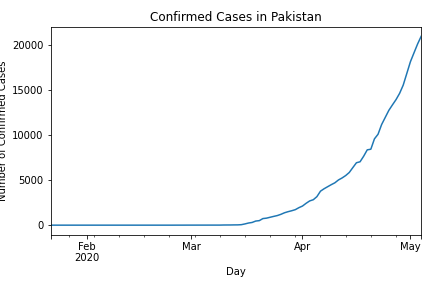 Confirmed Cases in Pakistan
Number of Confirmed Cases
20000
15000
10000
5000
0
Feb
2020
Mar
Apr
May
Day